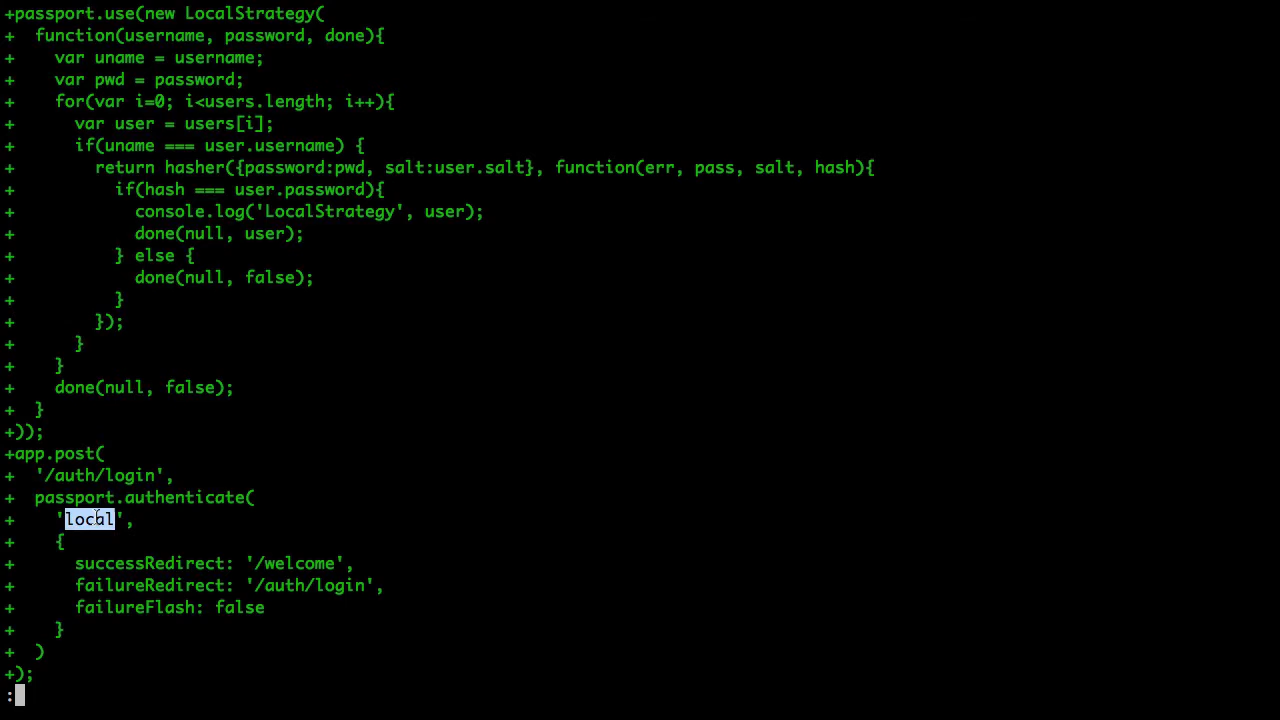 +passport.use(new LocalStrategy(
+  function(username, password, done){
+    var uname = username;
+    var pwd = password;
+    for(var i=0; i<users.length; i++){
+      var user = users[i];
+      if(uname === user.username) {
+        return hasher({password:pwd, salt:user.salt}, function(err, pass, salt, hash){
+          if(hash === user.password){
+            console.log('LocalStrategy', user);
+            done(null, user);
+          } else {
+            done(null, false);
+          }
+        });
+      }
+    }
+    done(null, false);
+  }
+));
+app.post(
+  '/auth/login',
+  passport.authenticate(
+    'local',
+    {
+      successRedirect: '/welcome',
+      failureRedirect: '/auth/login',
+      failureFlash: false
+    }
+  )
+);
: